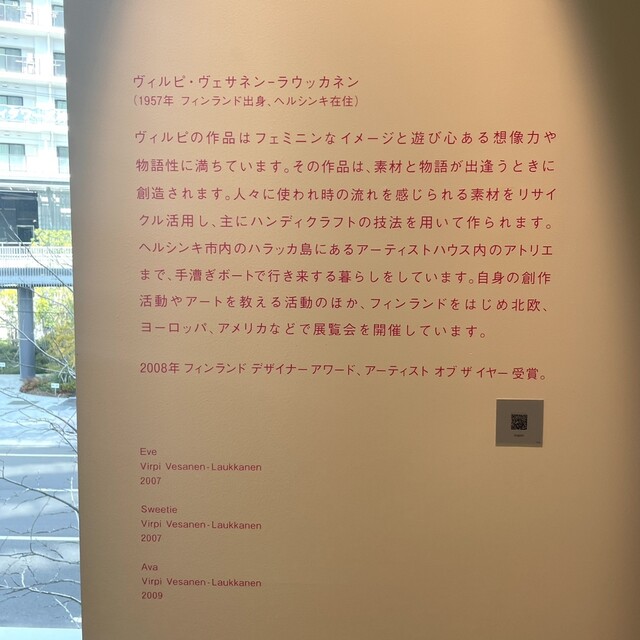 ヴィルピ・ヴェサネン-ラウッカネン
（1957年 フィンランド出身、ヘルシンキ在住）
ヴィルピの作品はフェミニンなイメージと遊び心ある想像力や
物語性に満ちています。その作品は、素材と物語が出逢うときに
創造されます。人々に使われ時の流れを感じられる素材をリサイ
クル活用し、主にハンディクラフトの技法を用いて作られます。
ヘルシンキ市内のハラッカ島にあるアーティストハウス内のアトリエ
まで、手漕ぎボートで行き来する暮らしをしています。自身の創作
活動やアートを教える活動のほか、フィンランドをはじめ北欧、
ヨーロッパ、アメリカなどで展覧会を開催しています。
2008年 フィンランド デザイナー アワード、アーティスト オブ ザ イヤー 受賞。
Eve
Virpi Vesanen-Laukkanen
2007
Sweetie
Virpi Vesanen-Laukkanen
2007
Ava
Virpi Vesanen-Laukkanen
2009